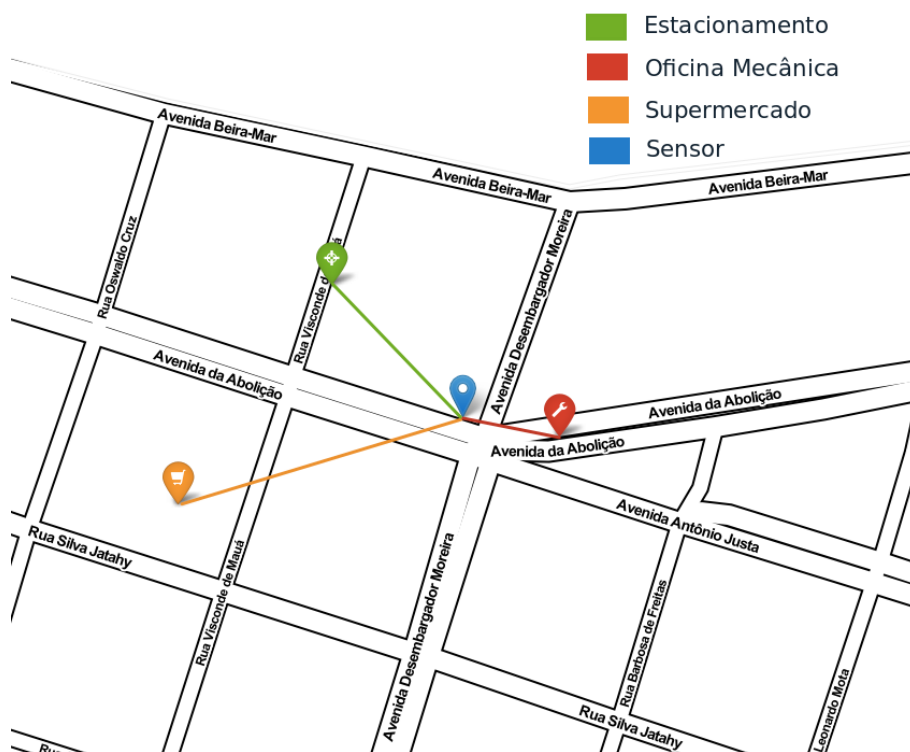 Estacionamento
Oficina Mecânica
Supermercado
Sensor
Avenida Beira-Mar
Avenida Beira-Mar
Avenida Beira-Mar
Rua Oswaldo Cruz
Rua Visconde d
Avenida Desembargador Moreira
Avenida da Abolição
Avenida da Abolição
Avenida da Abolição
Avenida Antônio Justa
Rua Silva Jatahy
Rua Visconde de Mauá
Avenida Desembargador Moreira
Rua Barbosa de Freitas
Leonardo Mota
Rua Silva Jatahy